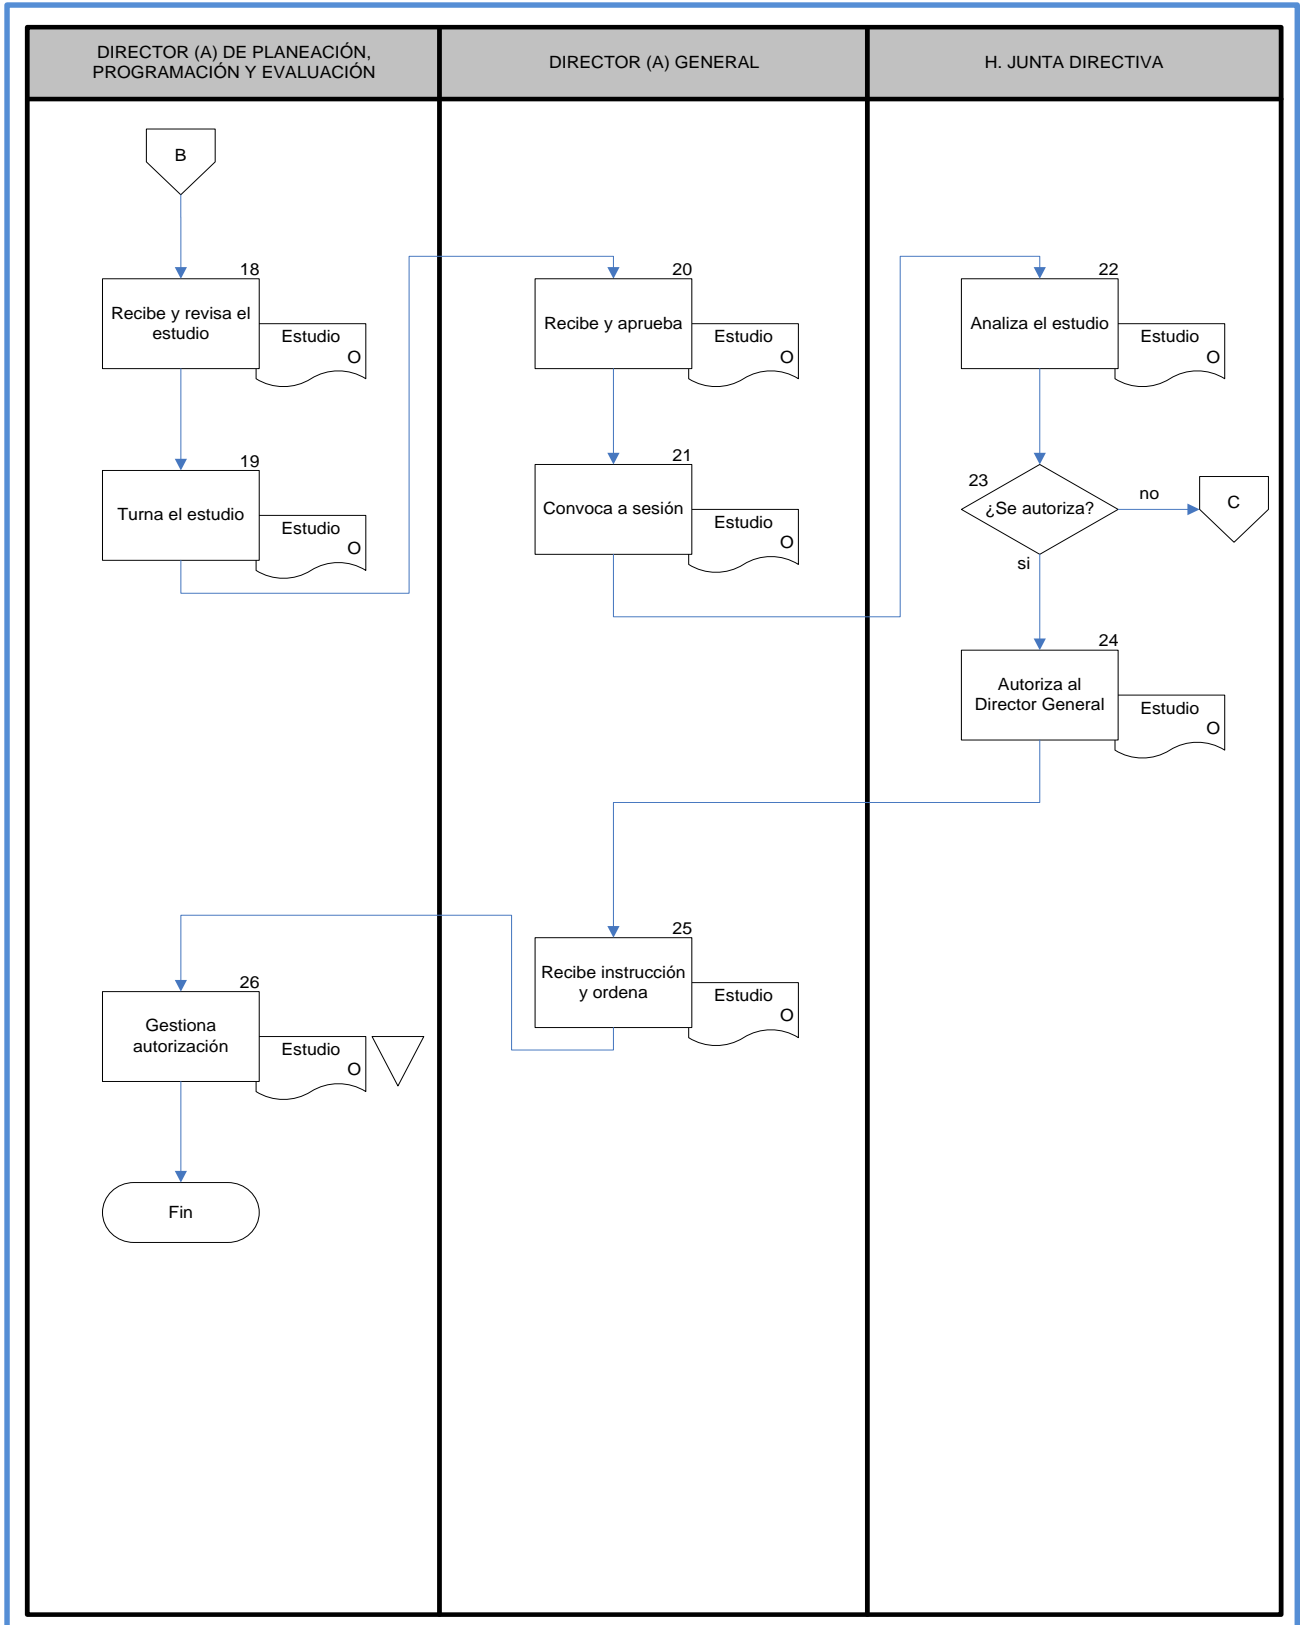 DIRECTOR (A) DE PLANEACIÓN,
PROGRAMACIÓN Y EVALUACIÓN
DIRECTOR (A) GENERAL
H. JUNTA DIRECTIVA
B
18
Recibe y revisa el
estudio
Estudio
O
19
Turna el estudio
Estudio
O
20
Recibe y aprueba
Estudio
O
21
Convoca a sesión
Estudio
O
22
Analiza el estudio
Estudio
O
23
¿Se autoriza?
no
C
si
24
Autoriza al
Director General
Estudio
O
25
Recibe instrucción
y ordena
Estudio
O
26
Gestiona
autorización
Estudio
O
Fin